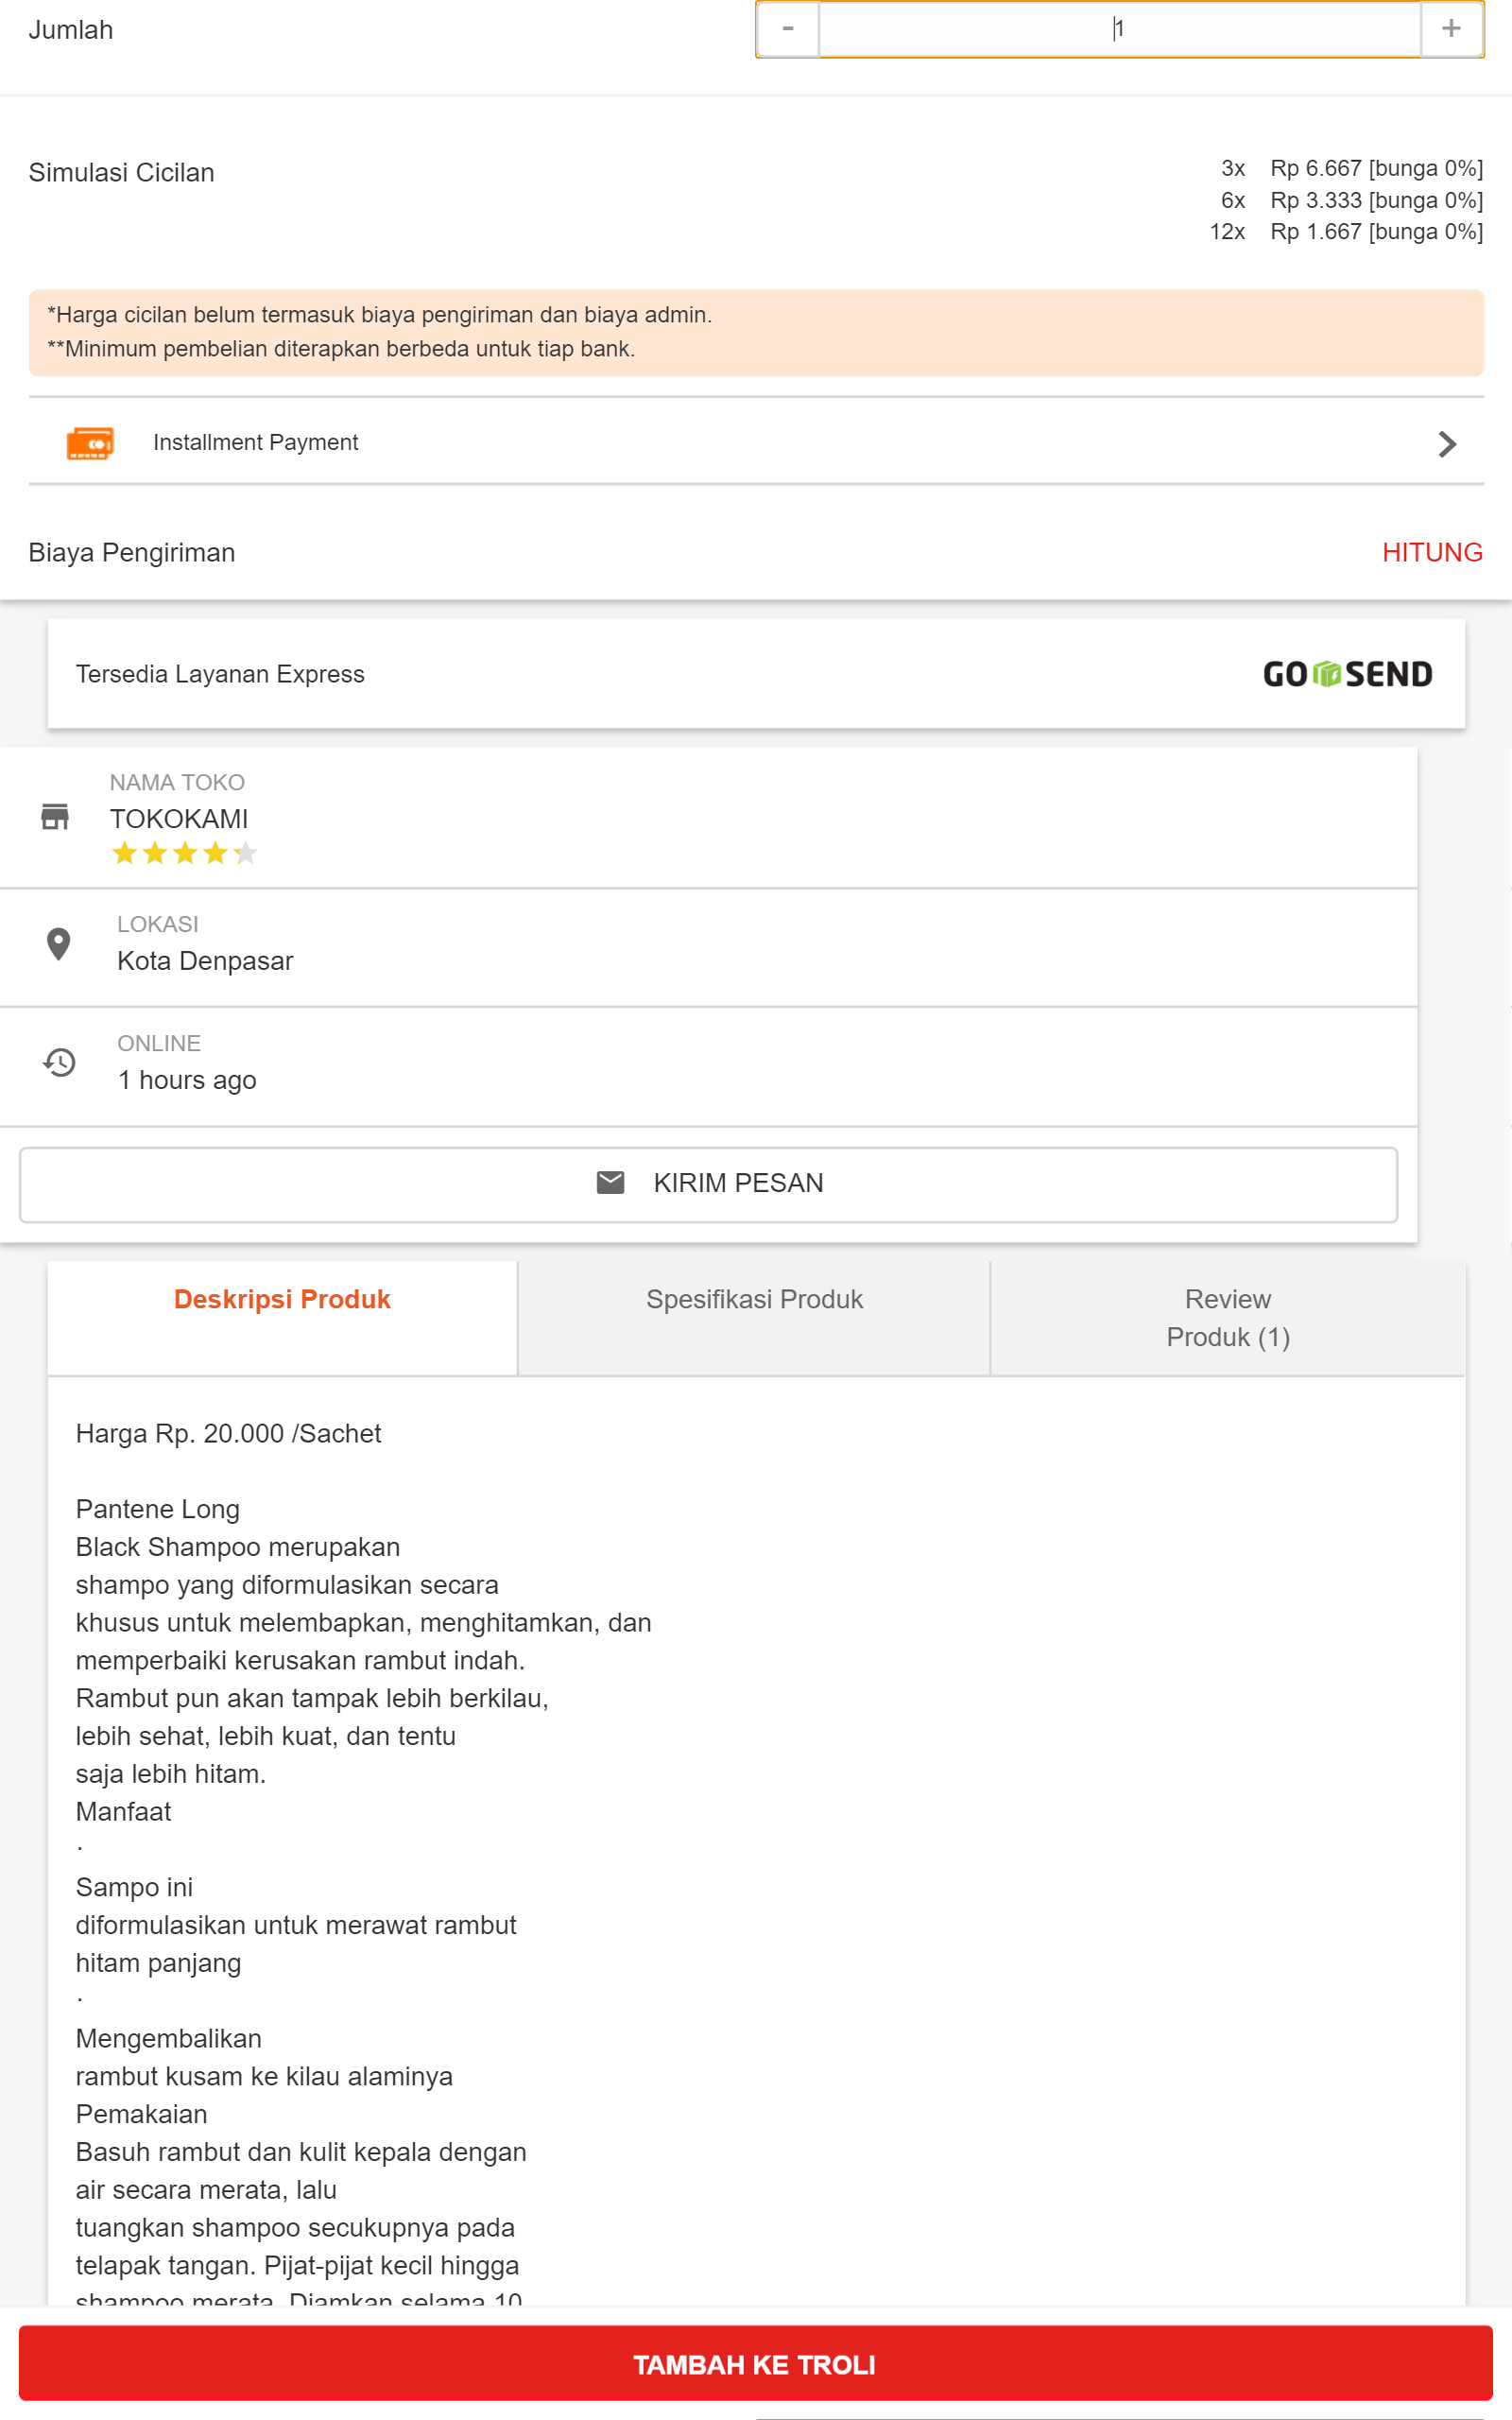 Jumlah
-
1
+
Simulasi Cicilan
3x Rp 6.667 [bunga 0%]
6x Rp 3.333 [bunga 0%]
12x Rp 1.667 [bunga 0%]
*Harga cicilan belum termasuk biaya pengiriman dan biaya admin.
**Minimum pembelian diterapkan berbeda untuk tiap bank.
Installment Payment
Biaya Pengiriman
HITUNG
Tersedia Layanan Express
GO SEND
NAMA TOKO
TOKOKAMI
LOKASI
Kota Denpasar
ONLINE
1 hours ago
KIRIM PESAN
Deskripsi Produk
Spesifikasi Produk
Review
Produk (1)
Harga Rp. 20.000 /Sachet
Pantene Long
Black Shampoo merupakan
shampo yang diformulasikan secara
khusus untuk melembapkan, menghitamkan, dan
memperbaiki kerusakan rambut indah.
Rambut pun akan tampak lebih berkilau,
lebih sehat, lebih kuat, dan tentu
saja lebih hitam.
Manfaat
·
Sampo ini
diformulasikan untuk merawat rambut
hitam panjang
·
Mengembalikan
rambut kusam ke kilau alaminya
Pemakaian
Basuh rambut dan kulit kepala dengan
air secara merata, lalu
tuangkan shampoo secukupnya pada
telapak tangan. Pijat-pijat kecil hingga
shampoo merata. Diamkan selama 10
TAMBAH KE TROLI